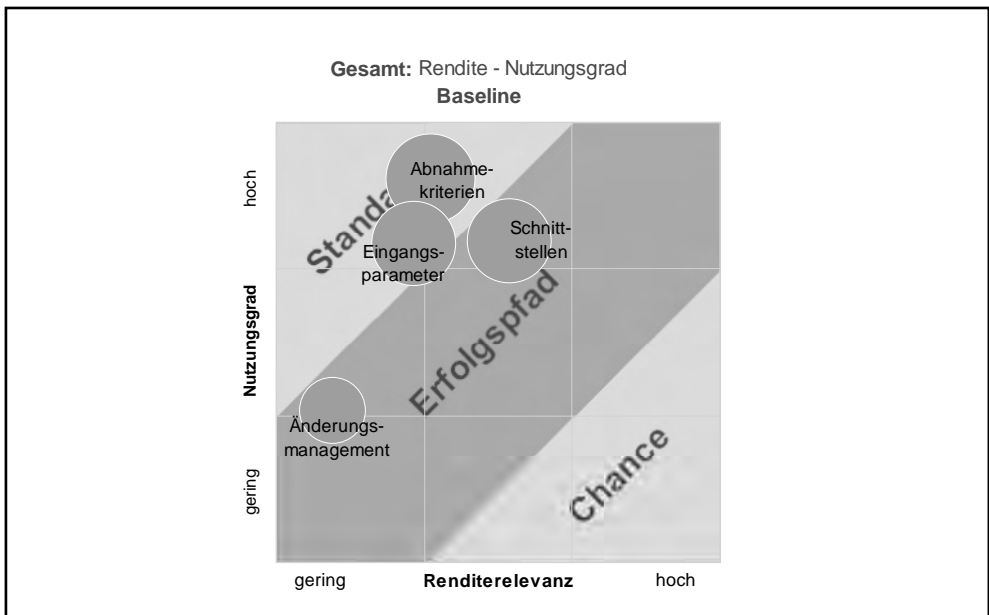 Gesamt: Rendite - Nutzungsgrad
Baseline
hoch
Nutzungsgrad
gering
Standa
Abnahme-
kriterien
Eingangs-
parameter
Schnitt-
stellen
Erfolgspfad
Änderungs-
management
Chance
gering
Renditerelevanz
hoch